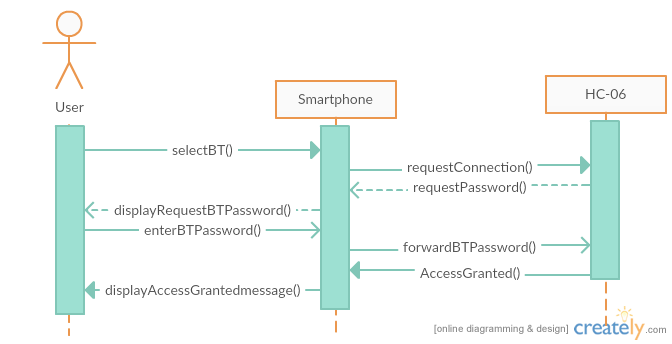 User
Smartphone
HC-06
selectBT()
requestConnection()
requestPassword()
displayRequestBTPassword()
enterBTPassword()
forwardBTPassword()
AccessGranted()
displayAccessGrantedmessage()
[online diagramming & design] creately.com